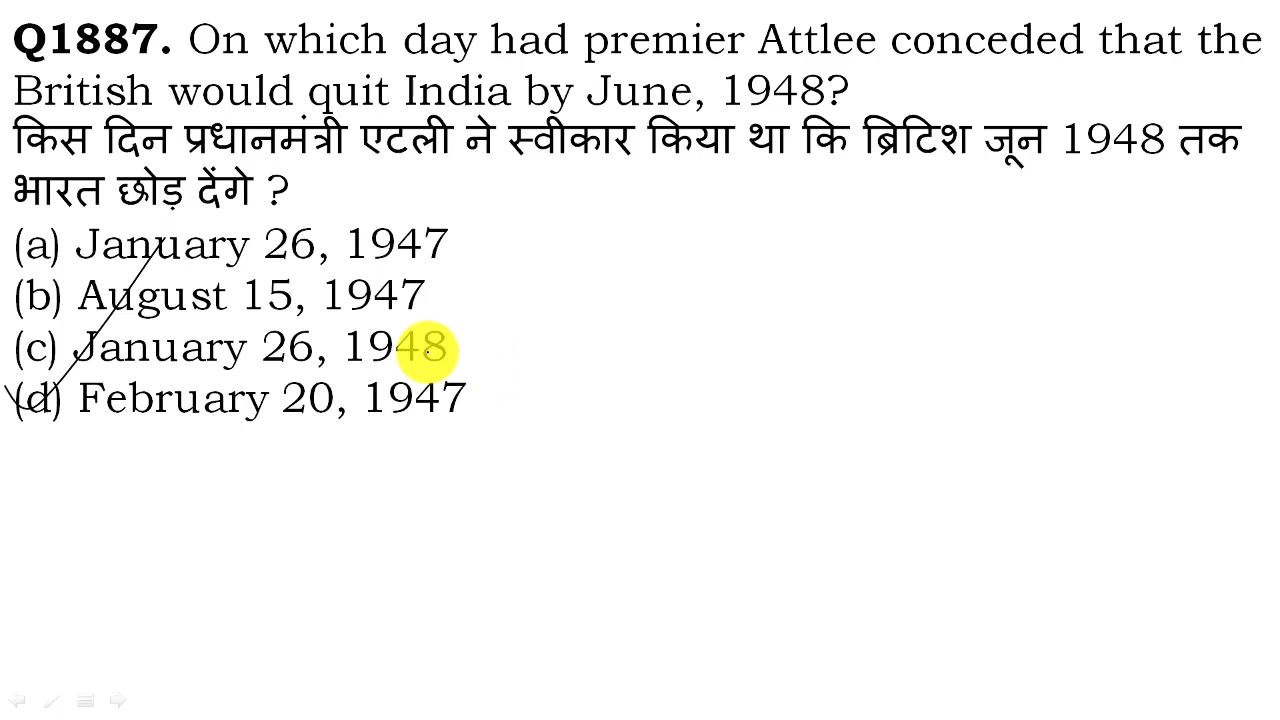 Q1887. On which day had premier Attlee conceded that the
British would quit India by June, 1948?
किस दिन प्रधानमंत्री एटली ने स्वीकार किया था कि ब्रिटिश जून 1948 तक
भारत छोड़ देंगे ?
(a) January 26, 1947
(b) August 15, 1947
(c) January 26, 1948
(d) February 20, 1947